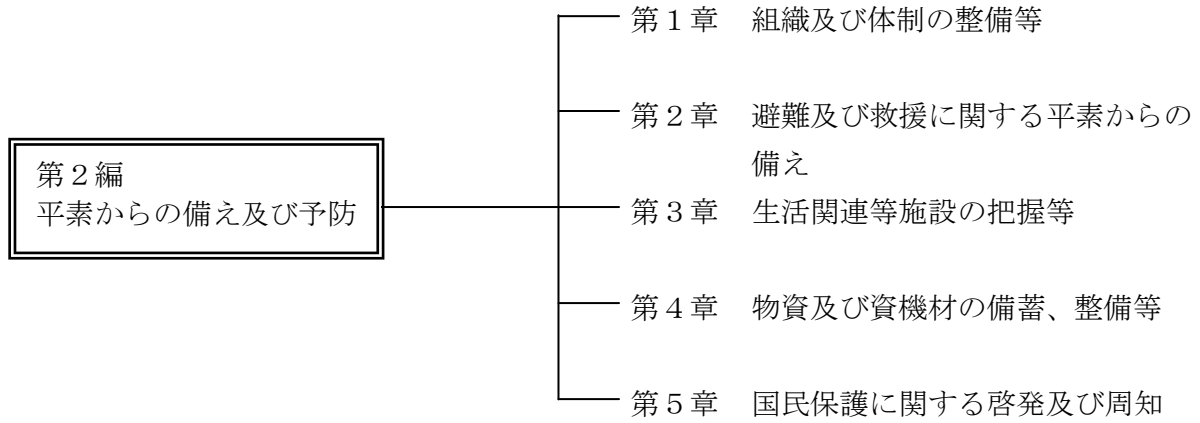 第１章　組織及び体制の整備等
第２章　避難及び救援に関する平素からの
備え
第２編
平素からの備え及び予防
第３章　生活関連等施設の把握等
第４章　物資及び資機材の備蓄、整備等
第５章　国民保護に関する啓発及び周知